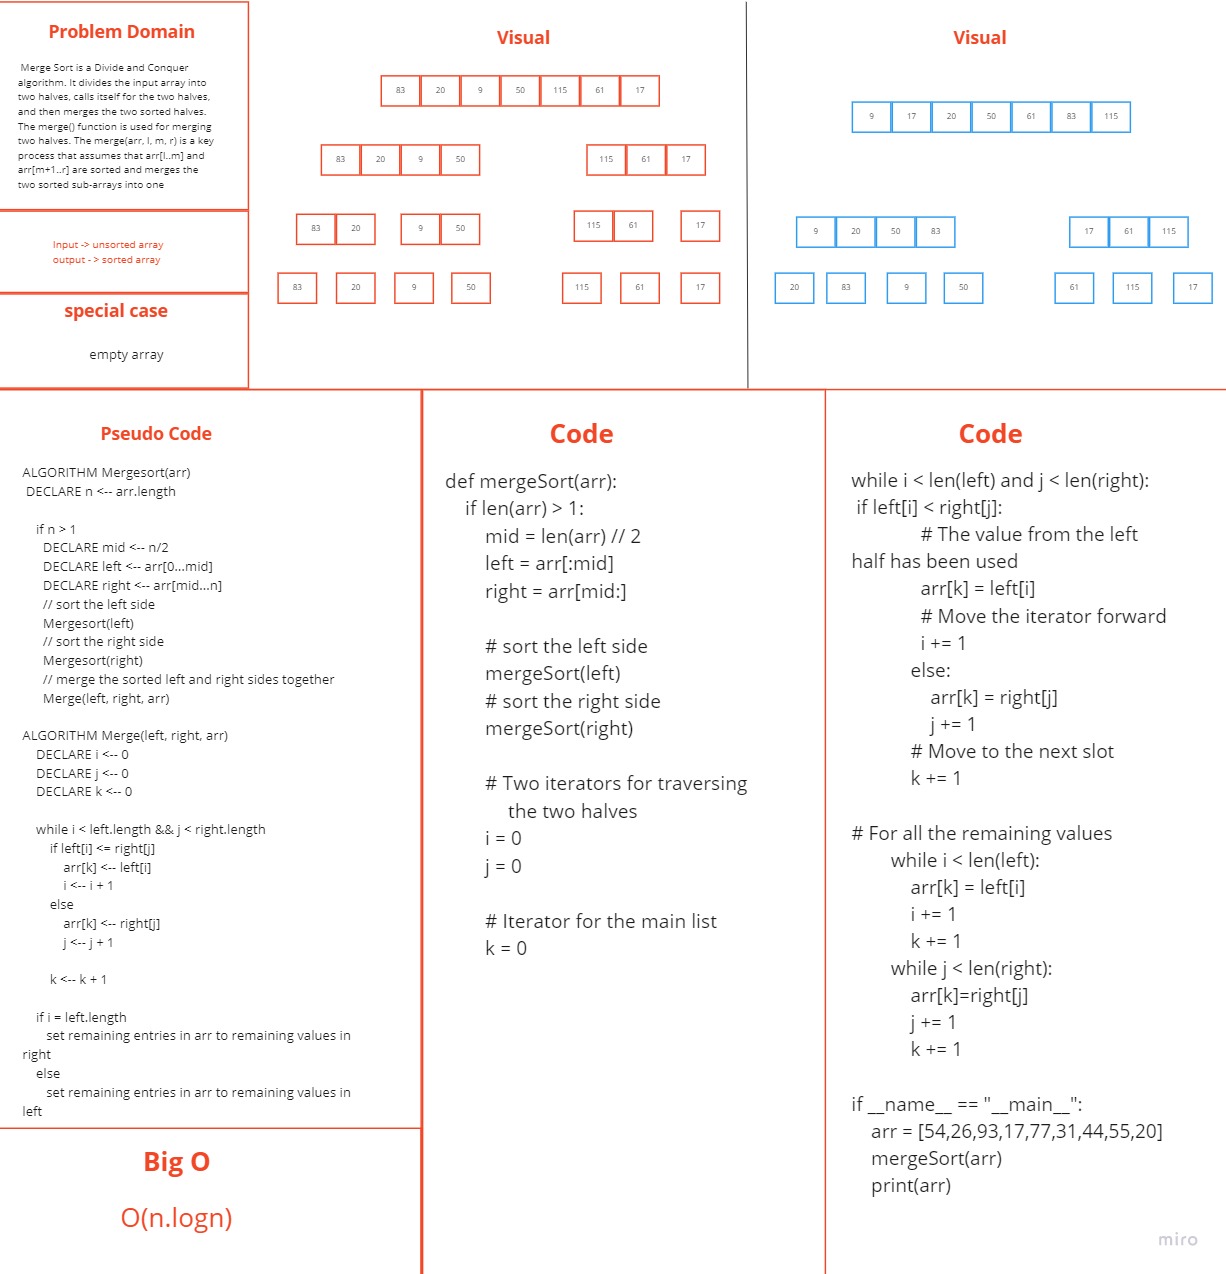 Problem Domain
Merge Sort is a Divide and Conquer
algorithm. It divides the input array into
two halves, calls itself for the two halves,
and then merges the two sorted halves.
The merge() function is used for merging
two halves. The merge(arr, l, m, r) is a key
process that assumes that arr[l..m] and
arr[m+1..r] are sorted and merges the
two sorted sub-arrays into one
Input -> unsorted array
output - > sorted array
special case
empty array
Visual
83 20 9 50 115 61 17
83 20 9 50 115 61 17
83 20 9 50 115 61 17
83 20 9 50 115 61 17
Visual
9 17 20 50 61 83 115
9 20 50 83 17 61 115
20 83 9 50 61 115 17
Pseudo Code
ALGORITHM Mergesort(arr)
DECLARE n <-- arr.length
if n > 1
DECLARE mid <-- n/2
DECLARE left <-- arr[0...mid]
DECLARE right <-- arr[mid...n]
// sort the left side
Mergesort(left)
// sort the right side
Mergesort(right)
// merge the sorted left and right sides together
Merge(left, right, arr)
ALGORITHM Merge(left, right, arr)
DECLARE i <-- 0
DECLARE j <-- 0
DECLARE k <-- 0
while i < left.length && j < right.length
if left[i] <= right[j]
arr[k] <-- left[i]
i <-- i + 1
else
arr[k] <-- right[j]
j <-- j + 1
k <-- k + 1
if i = left.length
set remaining entries in arr to remaining values in
right
else
set remaining entries in arr to remaining values in
left
Big O
O(n.logn)
Code
def mergeSort(arr):
if len(arr) > 1:
mid = len(arr) // 2
left = arr[:mid]
right = arr[mid:]
# sort the left side
mergeSort(left)
# sort the right side
mergeSort(right)
# Two iterators for traversing
the two halves
i = 0
j = 0
# Iterator for the main list
k = 0
Code
while i < len(left) and j < len(right):
if left[i] < right[j]:
# The value from the left
half has been used
arr[k] = left[i]
# Move the iterator forward
i += 1
else:
arr[k] = right[j]
j += 1
# Move to the next slot
k += 1
# For all the remaining values
while i < len(left):
arr[k] = left[i]
i += 1
k += 1
while j < len(right):
arr[k]=right[j]
j += 1
k += 1
if __name__ == "__main__":
arr = [54,26,93,17,77,31,44,55,20]
mergeSort(arr)
print(arr)
miro